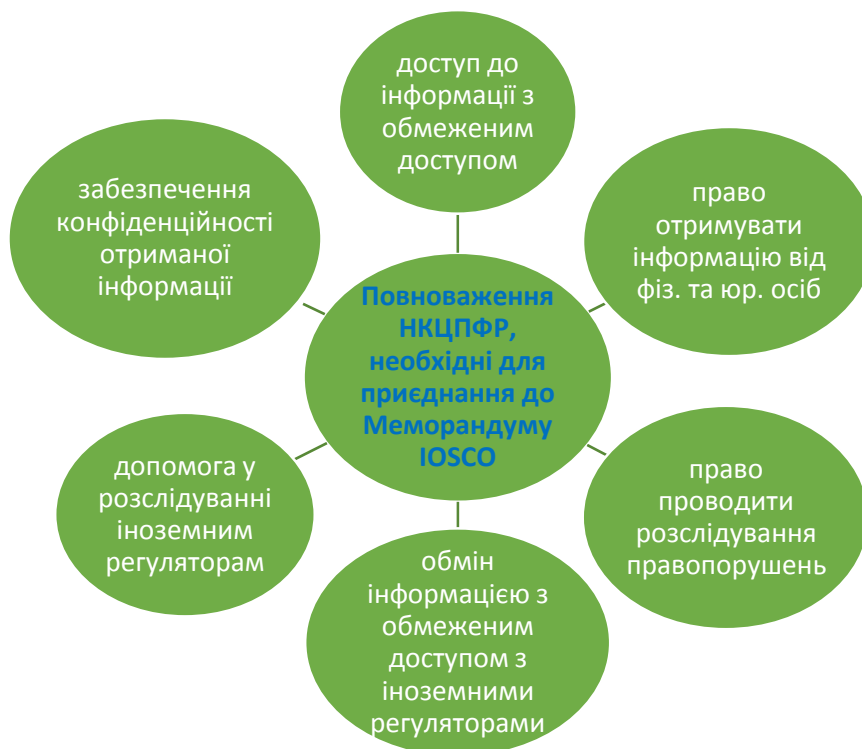 доступ до
інформації з
обмеженим
доступом
право
отримувати
інформацію від
фіз. та юр. осіб
право
проводити
розслідування
правопорушень
обмін
інформацією з
обмеженим
доступом з
іноземними
регуляторами
допомога у
розслідуванні
іноземним
регуляторам
забезпечення
конфіденційності
отриманої
інформації
Повноваження
НКЦПФР,
необхідні для
приєднання до
Меморандуму
IOSCO